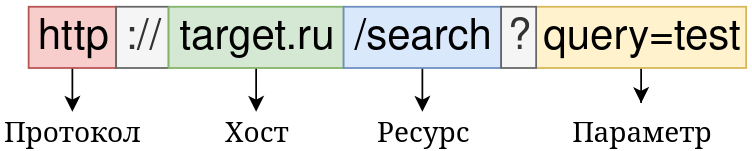 http :// target.ru /search ? query=test
Протокол Хост Ресурс Параметр